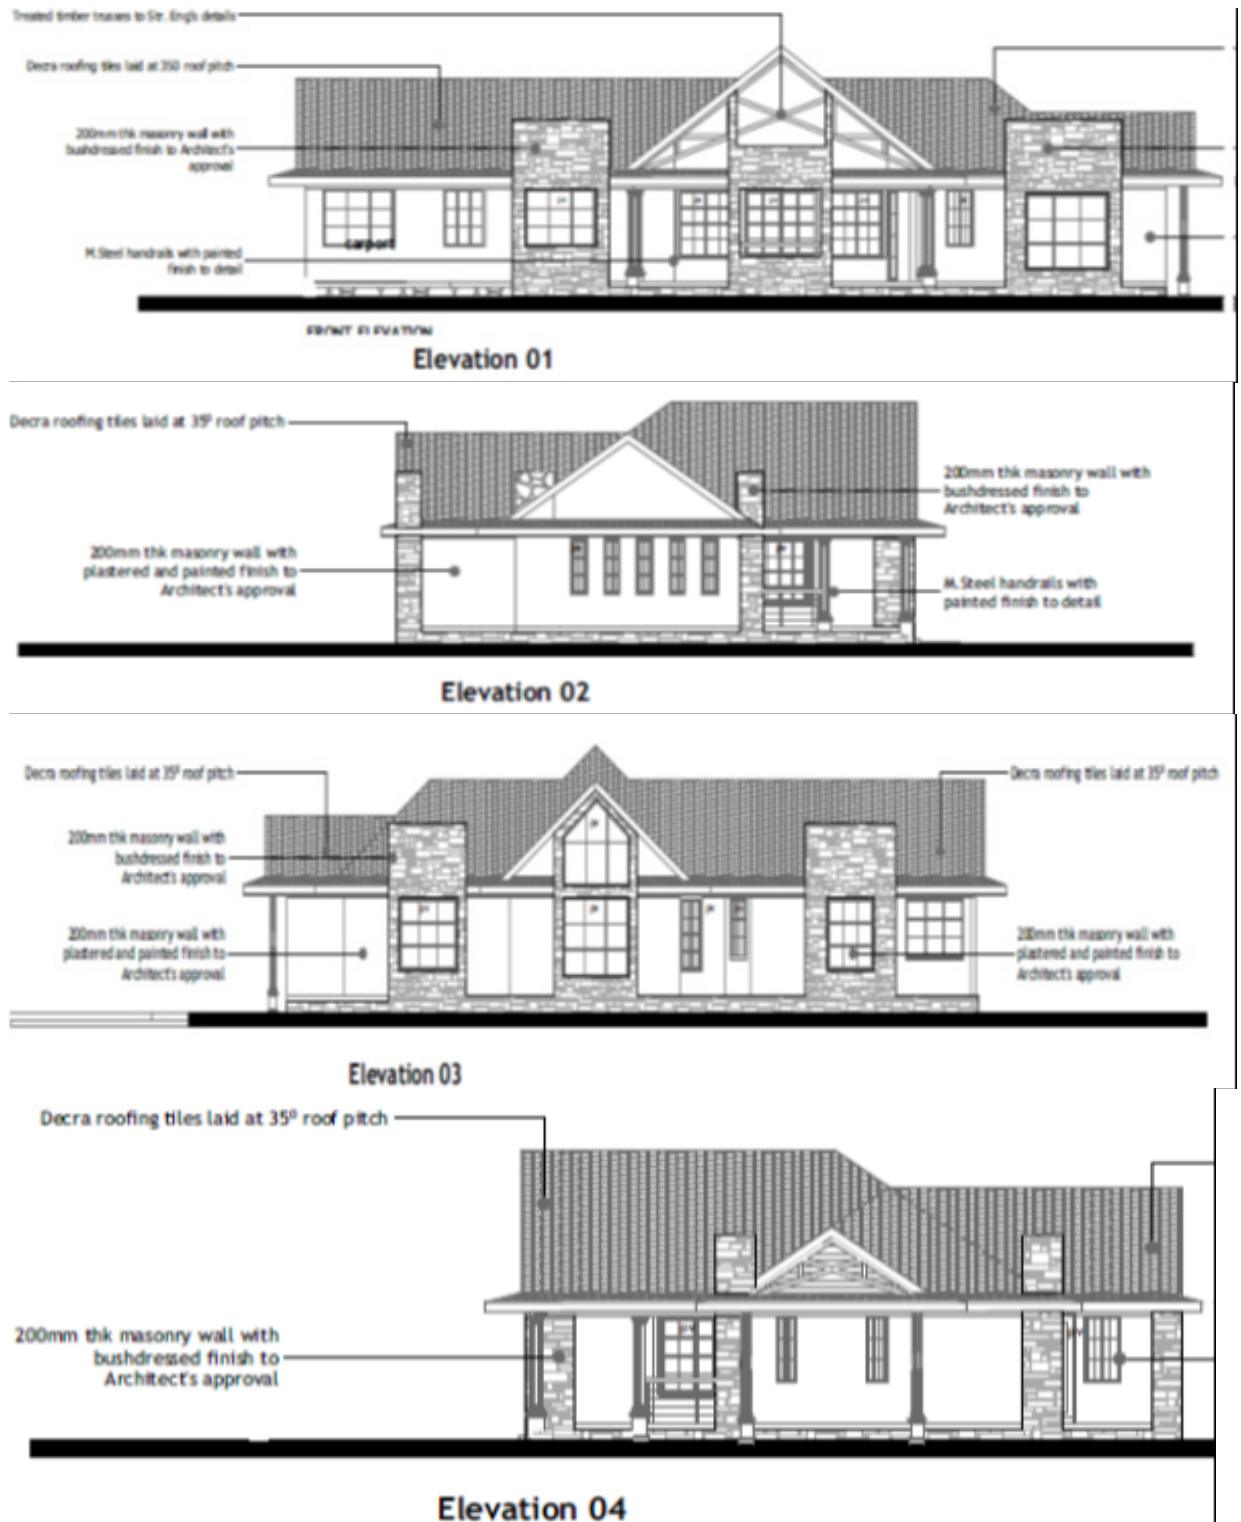 Treated timber trusses to Str. Eng's details
Decra roofing tiles laid at 350 roof pitch
200mm thk masonry wall with
bushdressed finish to Architect's
approval
carport
M.Steel handrails with painted
finish to detail
FRONT ELEVATION
Elevation 01
Decra roofing tiles laid at 35⁰ roof pitch
200mm thk masonry wall with
bushdressed finish to
Architect's approval
200mm thk masonry wall with
plastered and painted finish to
Architect's approval
M.Steel handrails with
painted finish to detail
Elevation 02
Decra roofing tiles laid at 35⁰ roof pitch
Decra roofing tiles laid at 35⁰ roof pitch
200mm thk masonry wall with
bushdressed finish to
Architect's approval
200mm thk masonry wall with
plastered and painted finish to
Architect's approval
200mm thk masonry wall with
plastered and painted finish to
Architect's approval
Elevation 03
Decra roofing tiles laid at 35⁰ roof pitch
200mm thk masonry wall with
bushdressed finish to
Architect's approval
Elevation 04